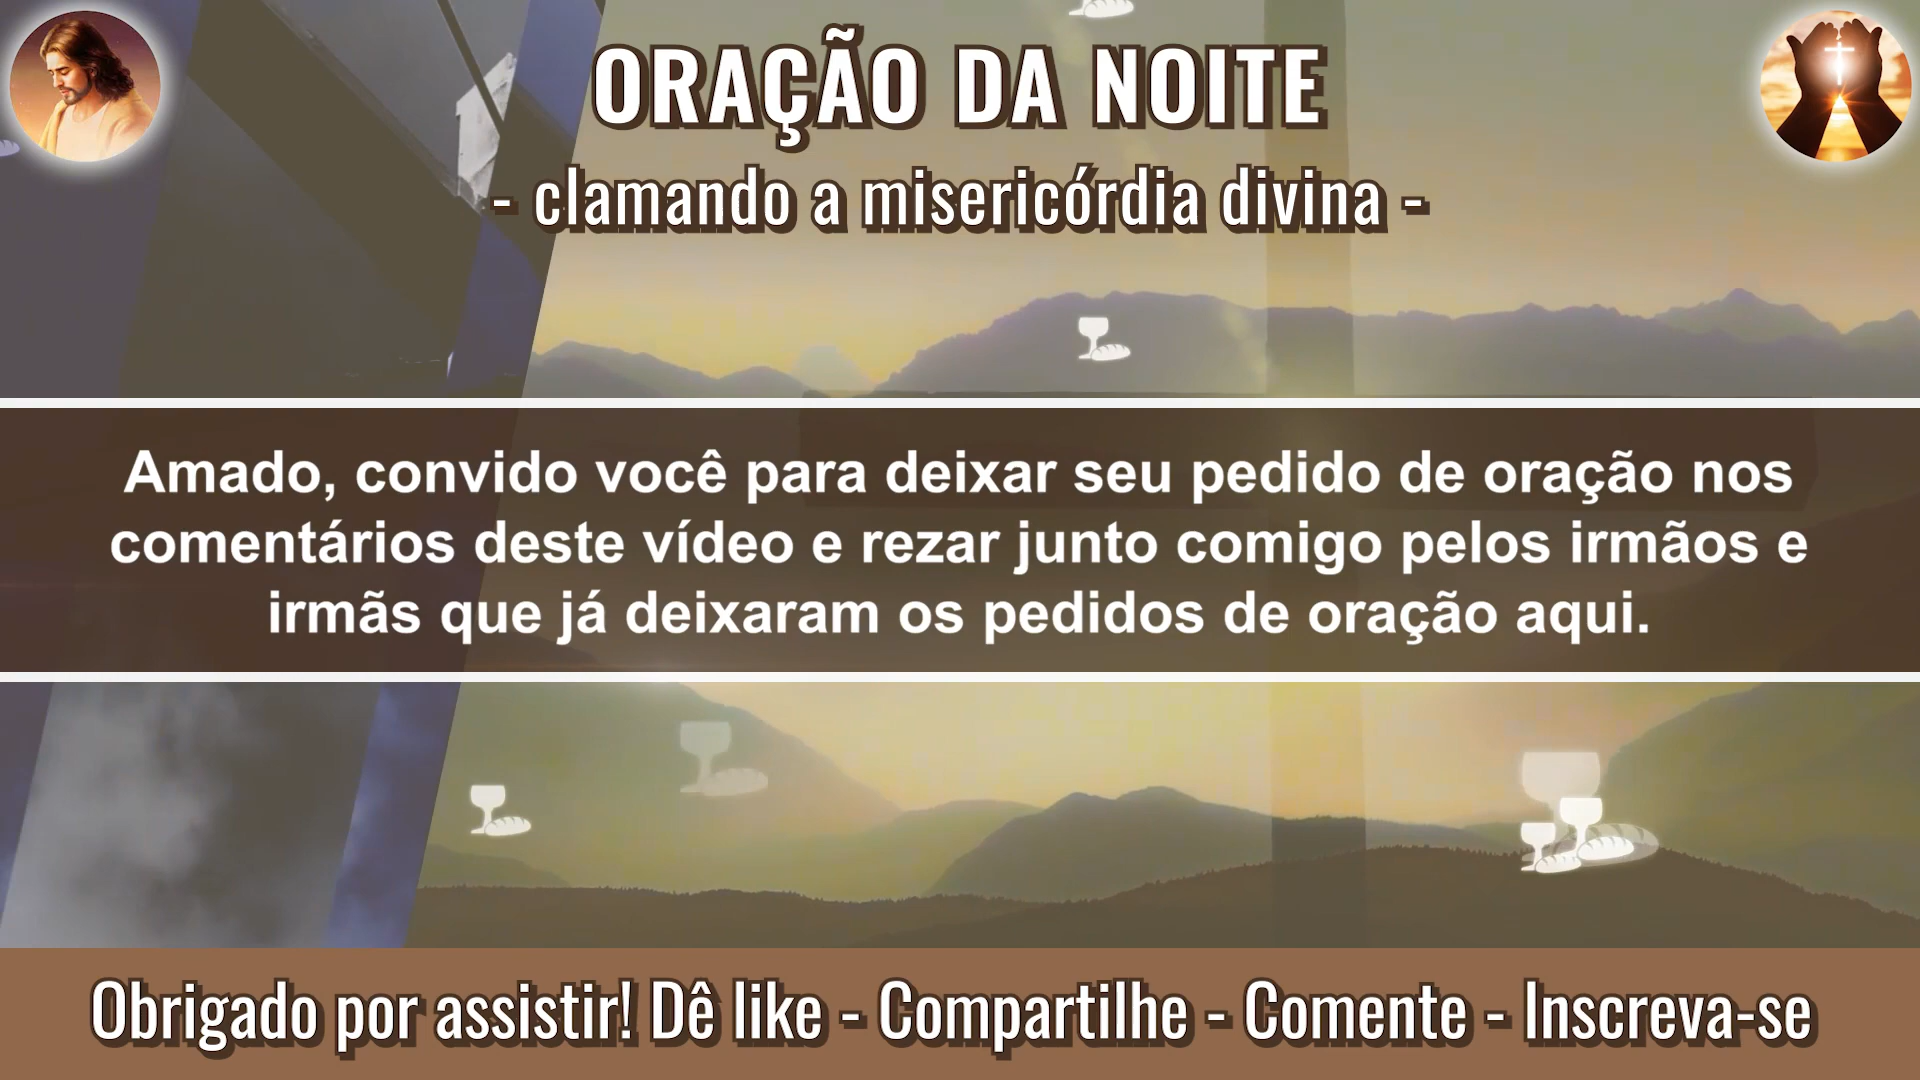 ORAÇÃO DA NOITE
- clamando a misericórdia divina -
Amado, convido você para deixar seu pedido de oração nos
comentários deste vídeo e rezar junto comigo pelos irmãos e
irmãs que já deixaram os pedidos de oração aqui.
Obrigado por assistir! Dê like - Compartilhe - Comente - Inscreva-se